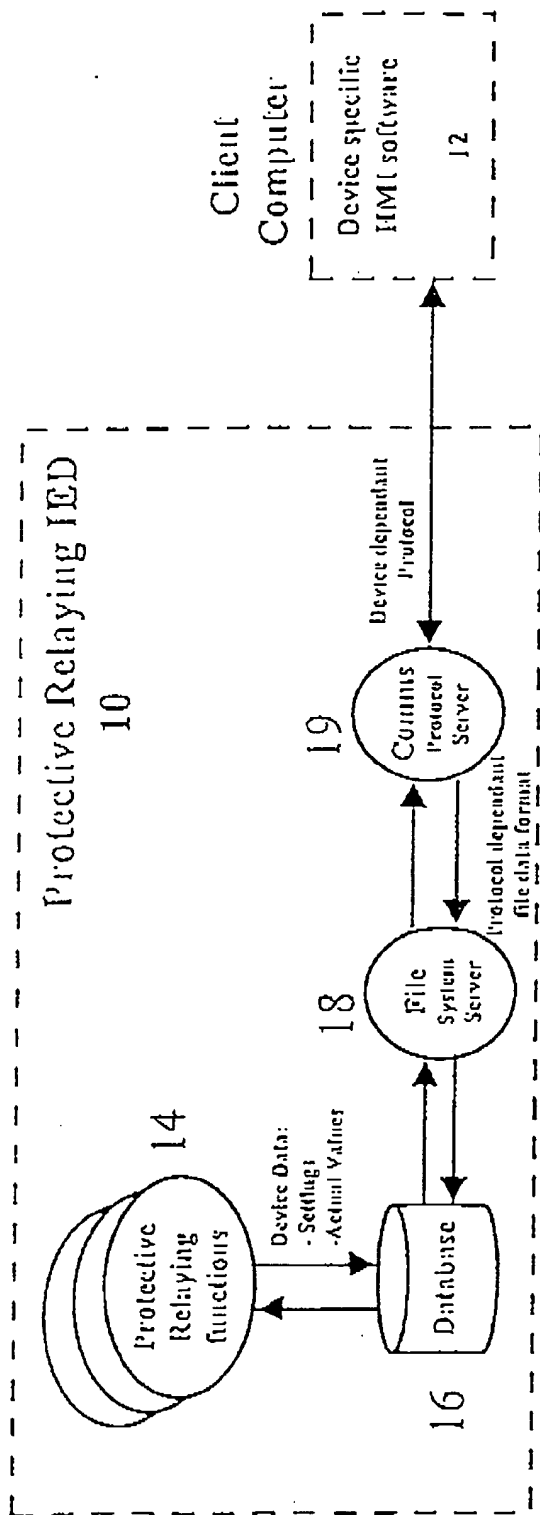 Protective Relaying IED
10
Protective
Relaying
functions
14
Device Data:
- Settings
-Actual Values
Database
16
File
System
Server
18
Protocol dependant
file data format
Comms
Protocol
Server
19
Device dependant
Protocol
Client
Computer
Device specific
HMI software
12